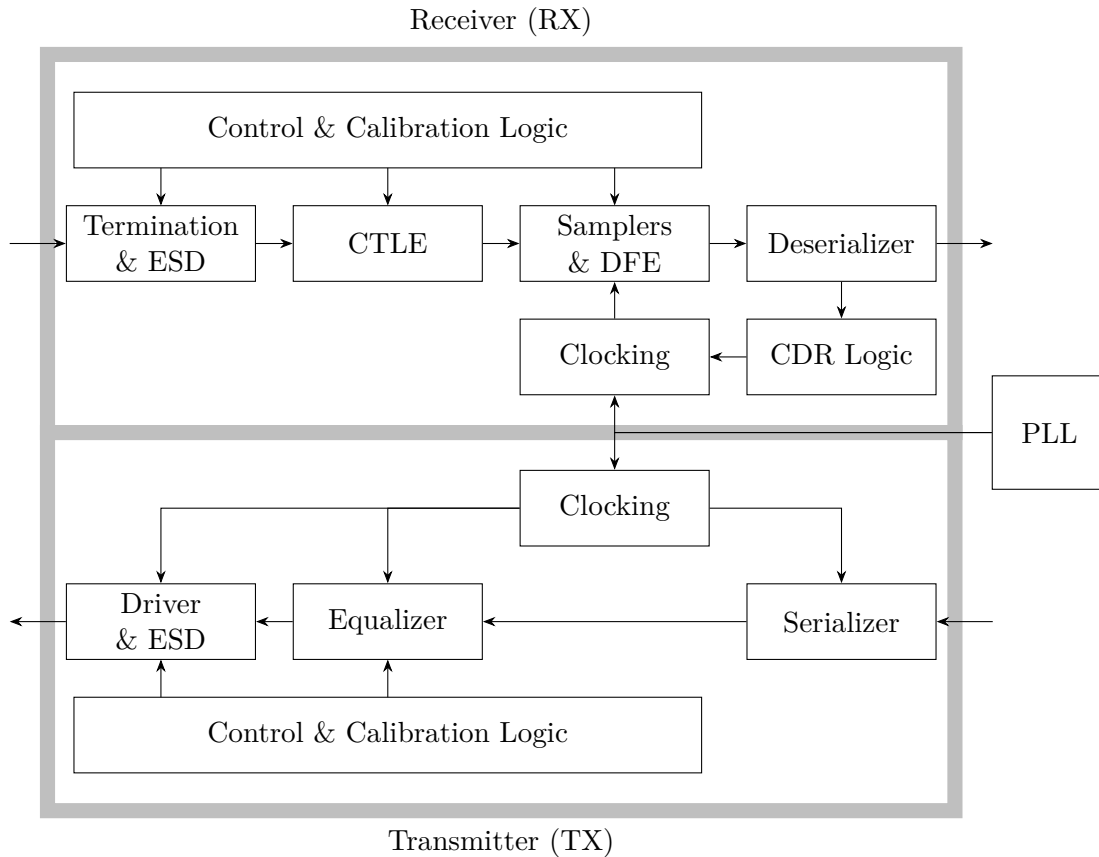 Receiver (RX)
Control & Calibration Logic
Termination
& ESD
CTLE
Samplers
& DFE
Deserializer
Clocking
CDR Logic
PLL
Clocking
Driver
& ESD
Equalizer
Serializer
Control & Calibration Logic
Transmitter (TX)